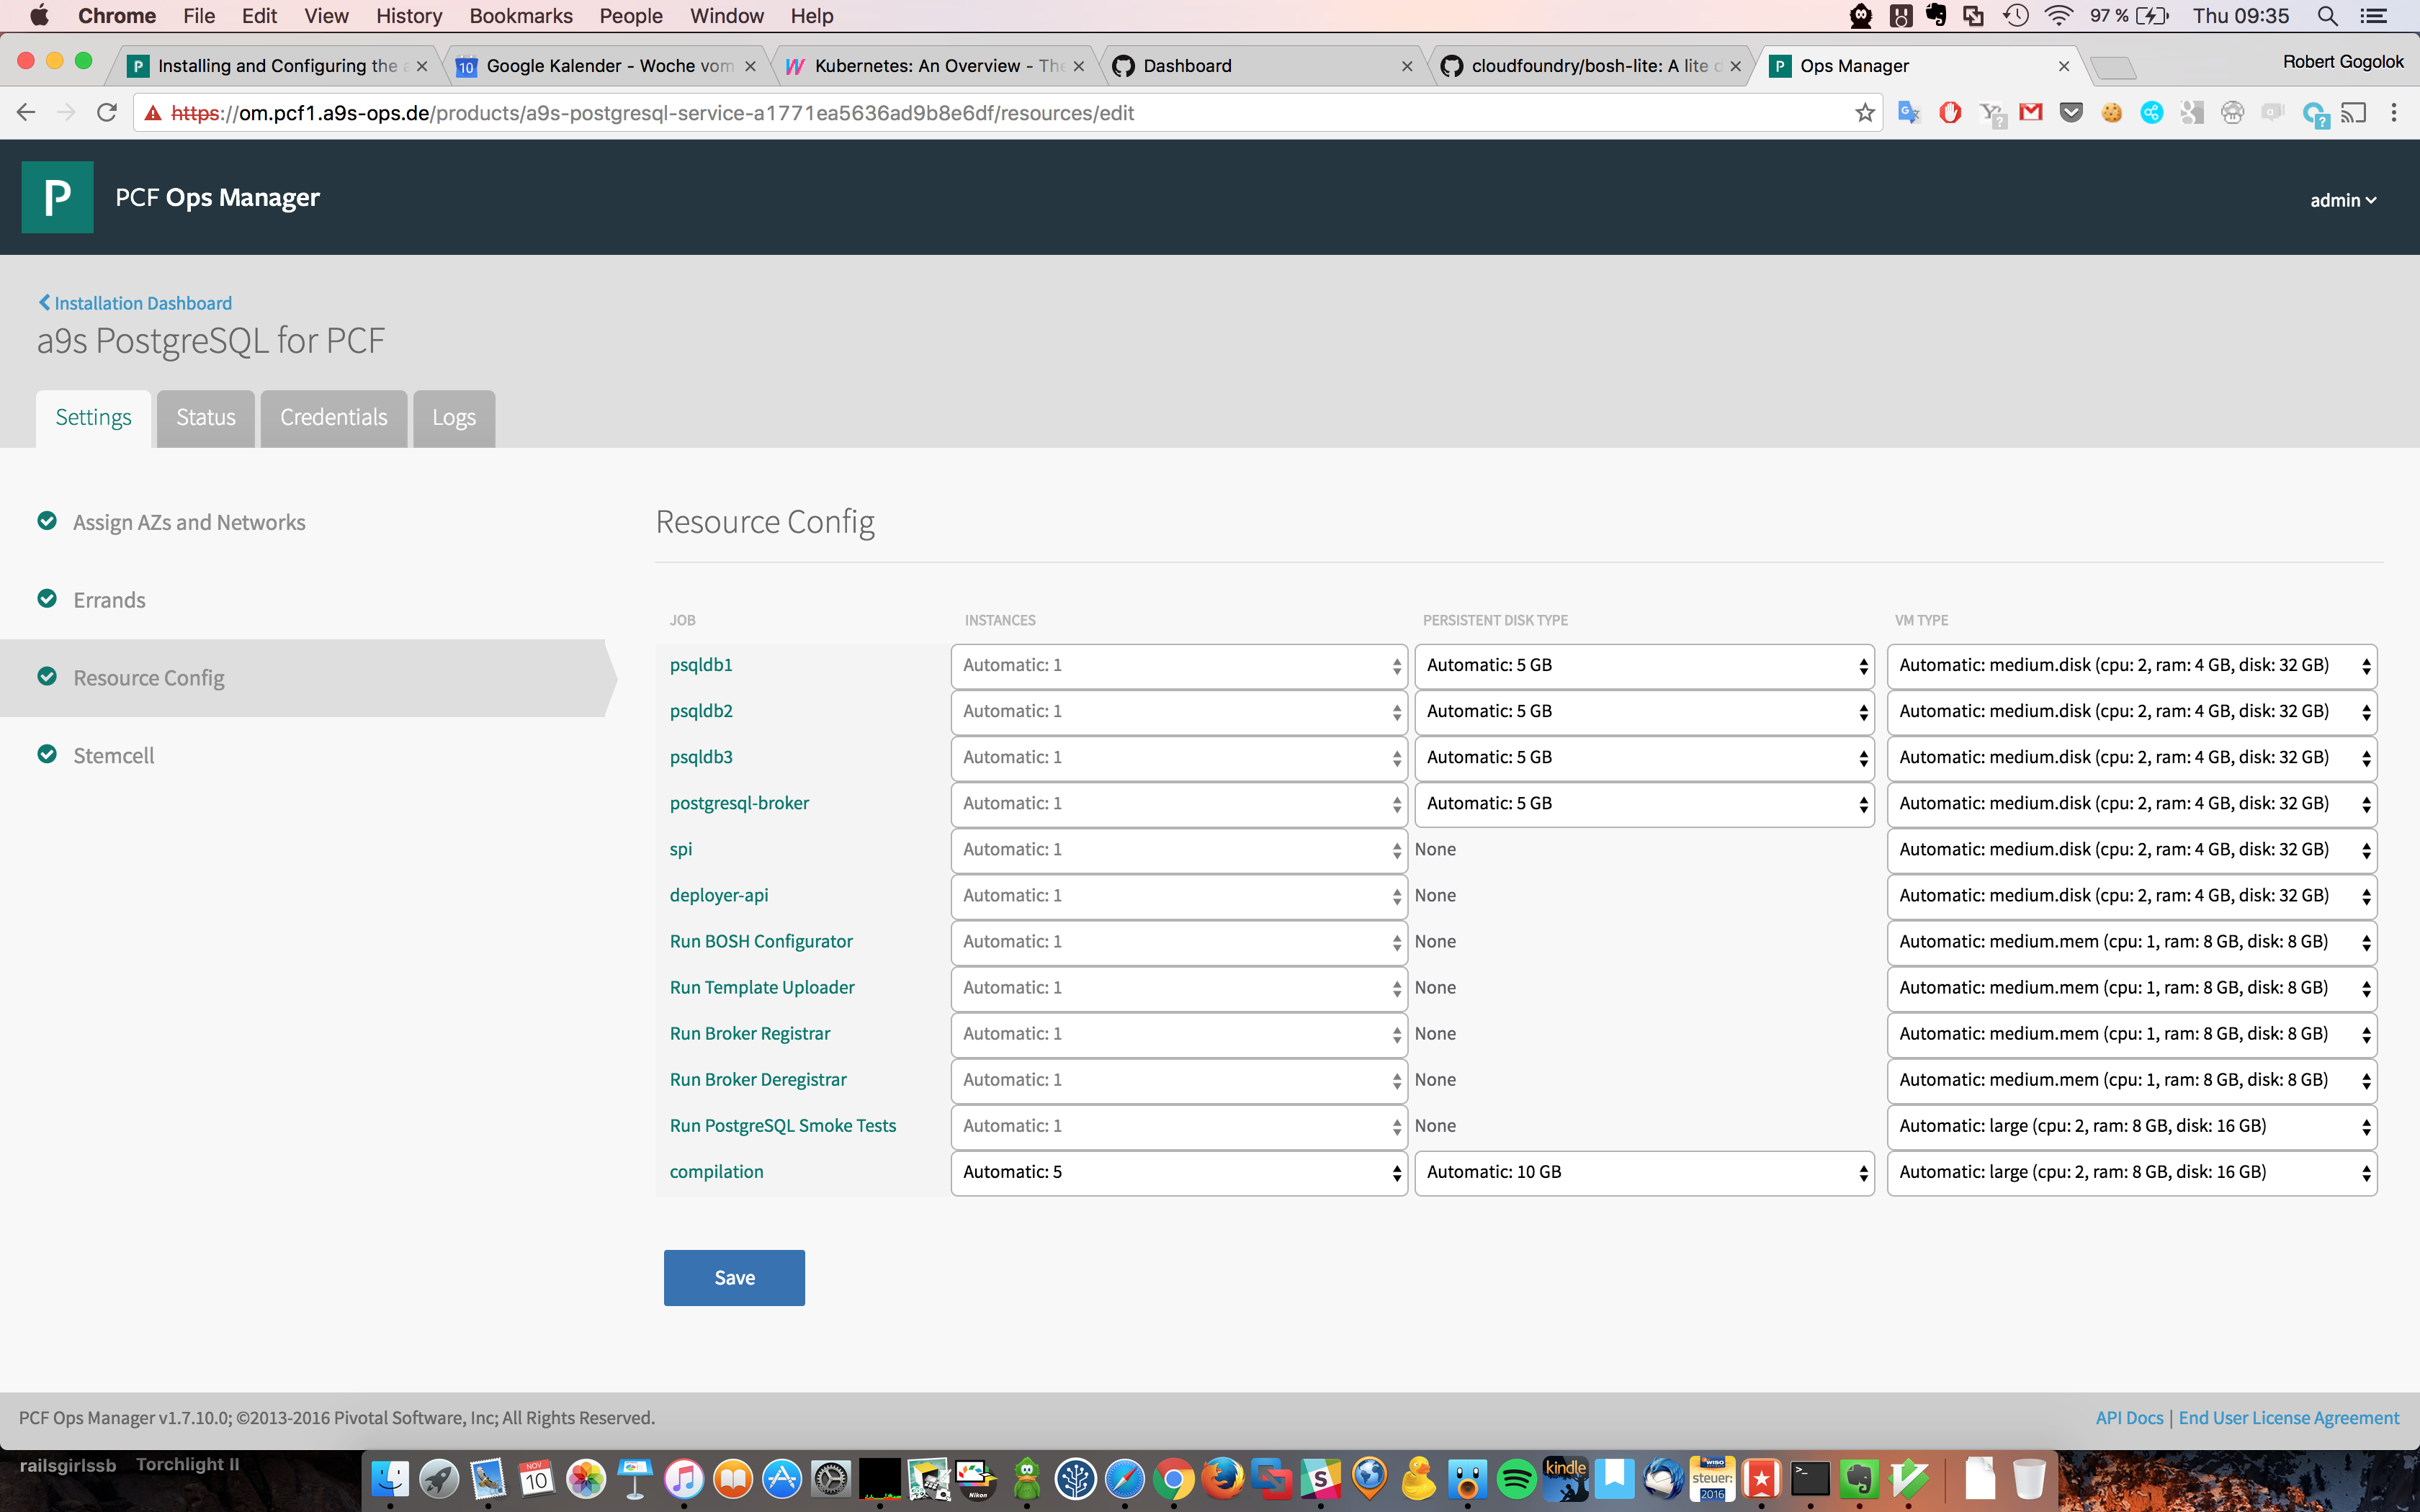 Chrome File Edit View History Bookmarks People Window Help 97 % Thu 09:35
Installing and Configuring the a
Google Kalender - Woche vom
Kubernetes: An Overview - The
Dashboard
cloudfoundry/bosh-lite: A lite d
Ops Manager
Robert Gogolok
https://om.pcf1.a9s-ops.de/products/a9s-postgresql-service-a1771ea5636ad9b8e6df/resources/edit
P PCF Ops Manager
admin
Installation Dashboard
a9s PostgreSQL for PCF
Settings Status Credentials Logs
Assign AZs and Networks
Errands
Resource Config
Stemcell
Resource Config
JOB INSTANCES PERSISTENT DISK TYPE VM TYPE
psqldb1 Automatic: 1 Automatic: 5 GB Automatic: medium.disk (cpu: 2, ram: 4 GB, disk: 32 GB)
psqldb2 Automatic: 1 Automatic: 5 GB Automatic: medium.disk (cpu: 2, ram: 4 GB, disk: 32 GB)
psqldb3 Automatic: 1 Automatic: 5 GB Automatic: medium.disk (cpu: 2, ram: 4 GB, disk: 32 GB)
postgresql-broker Automatic: 1 Automatic: 5 GB Automatic: medium.disk (cpu: 2, ram: 4 GB, disk: 32 GB)
spi Automatic: 1 None Automatic: medium.disk (cpu: 2, ram: 4 GB, disk: 32 GB)
deployer-api Automatic: 1 None Automatic: medium.disk (cpu: 2, ram: 4 GB, disk: 32 GB)
Run BOSH Configurator Automatic: 1 None Automatic: medium.mem (cpu: 1, ram: 8 GB, disk: 8 GB)
Run Template Uploader Automatic: 1 None Automatic: medium.mem (cpu: 1, ram: 8 GB, disk: 8 GB)
Run Broker Registrar Automatic: 1 None Automatic: medium.mem (cpu: 1, ram: 8 GB, disk: 8 GB)
Run Broker Deregistrar Automatic: 1 None Automatic: medium.mem (cpu: 1, ram: 8 GB, disk: 8 GB)
Run PostgreSQL Smoke Tests Automatic: 1 None Automatic: large (cpu: 2, ram: 8 GB, disk: 16 GB)
compilation Automatic: 5 Automatic: 10 GB Automatic: large (cpu: 2, ram: 8 GB, disk: 16 GB)
Save
PCF Ops Manager v1.7.10.0; ©2013-2016 Pivotal Software, Inc; All Rights Reserved.
API Docs | End User License Agreement
railsgirlssb Torchlight II
NOV
10
Nikon
kindle
WISO
steuer:
2016